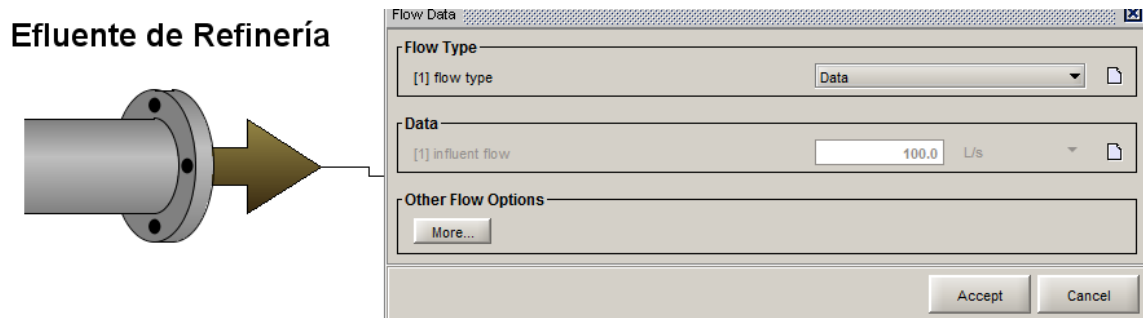 Efluente de Refinería
Flow Data
Flow Type
[1] flow type Data
Data
[1] influent flow 100.0 L/s
Other Flow Options
More...
Accept Cancel